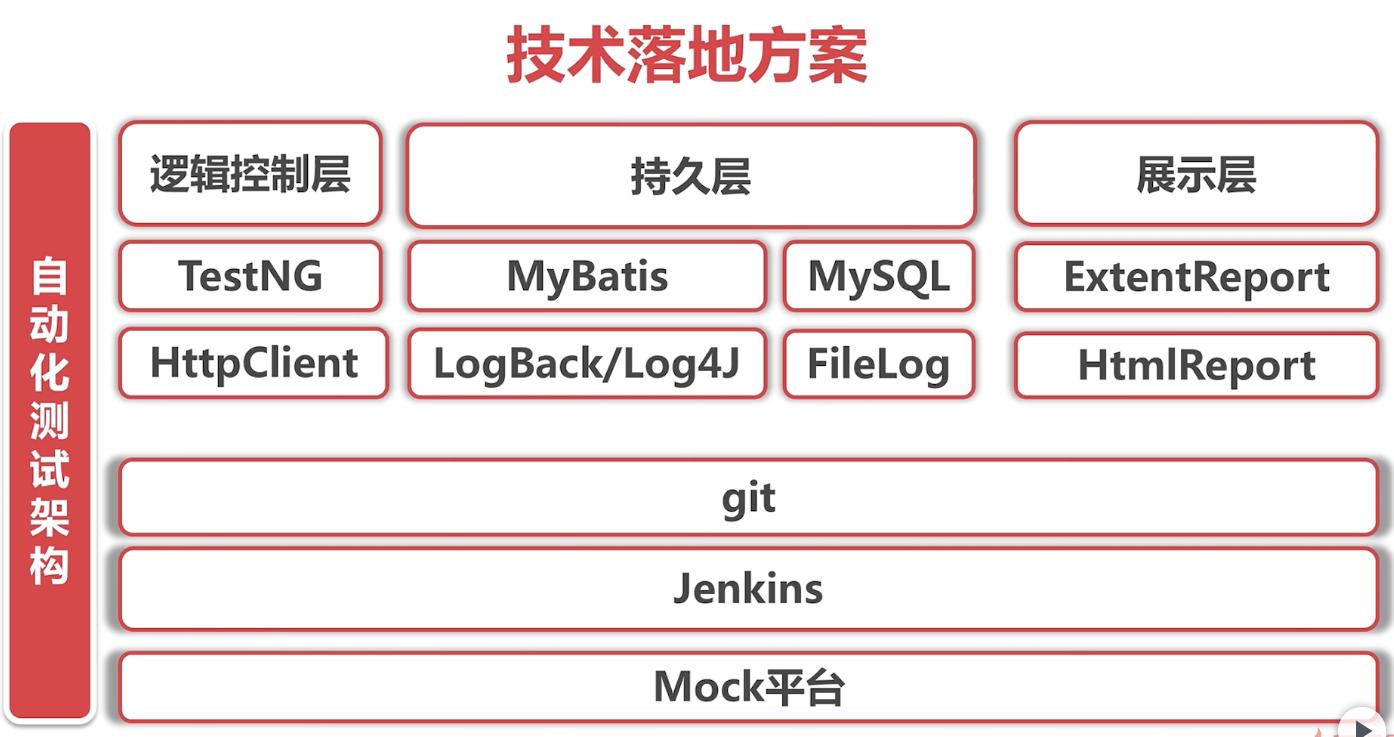 技术落地方案
自动化测试架构
逻辑控制层
持久层
展示层
TestNG
MyBatis
MySQL
ExtentReport
HttpClient
LogBack/Log4J
FileLog
HtmlReport
git
Jenkins
Mock平台